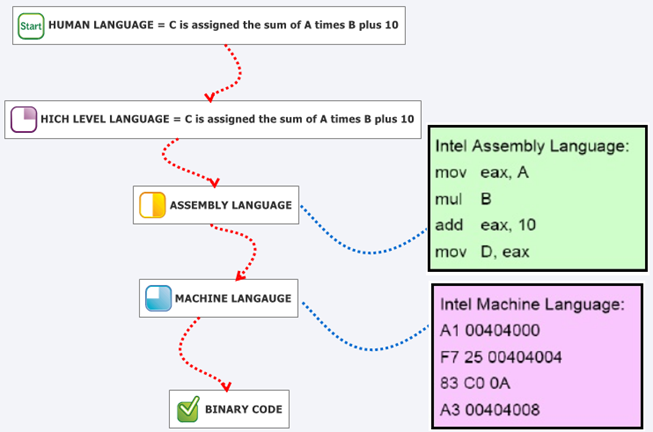 Start HUMAN LANGUAGE = C is assigned the sum of A times B plus 10
HICH LEVEL LANGUAGE = C is assigned the sum of A times B plus 10
ASSEMBLY LANGUAGE
Intel Assembly Language:
mov eax, A
mul B
add eax, 10
mov D, eax
MACHINE LANGAUGE
Intel Machine Language:
A1 00404000
F7 25 00404004
83 C0 0A
A3 00404008
BINARY CODE